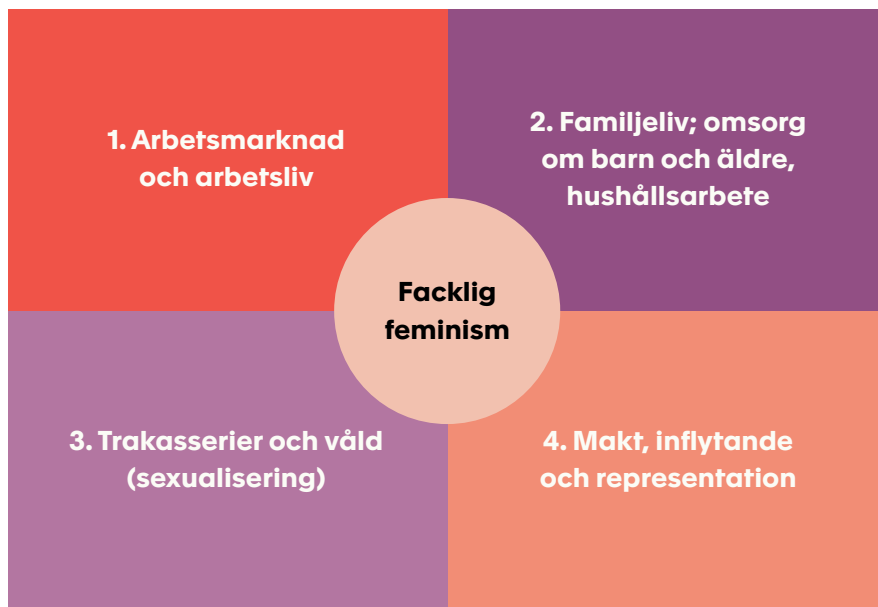 1. Arbetsmarknad
och arbetsliv
2. Familjeliv; omsorg
om barn och äldre,
hushållsarbete
Facklig
feminism
3. Trakasserier och våld
(sexualisering)
4. Makt, inflytande
och representation